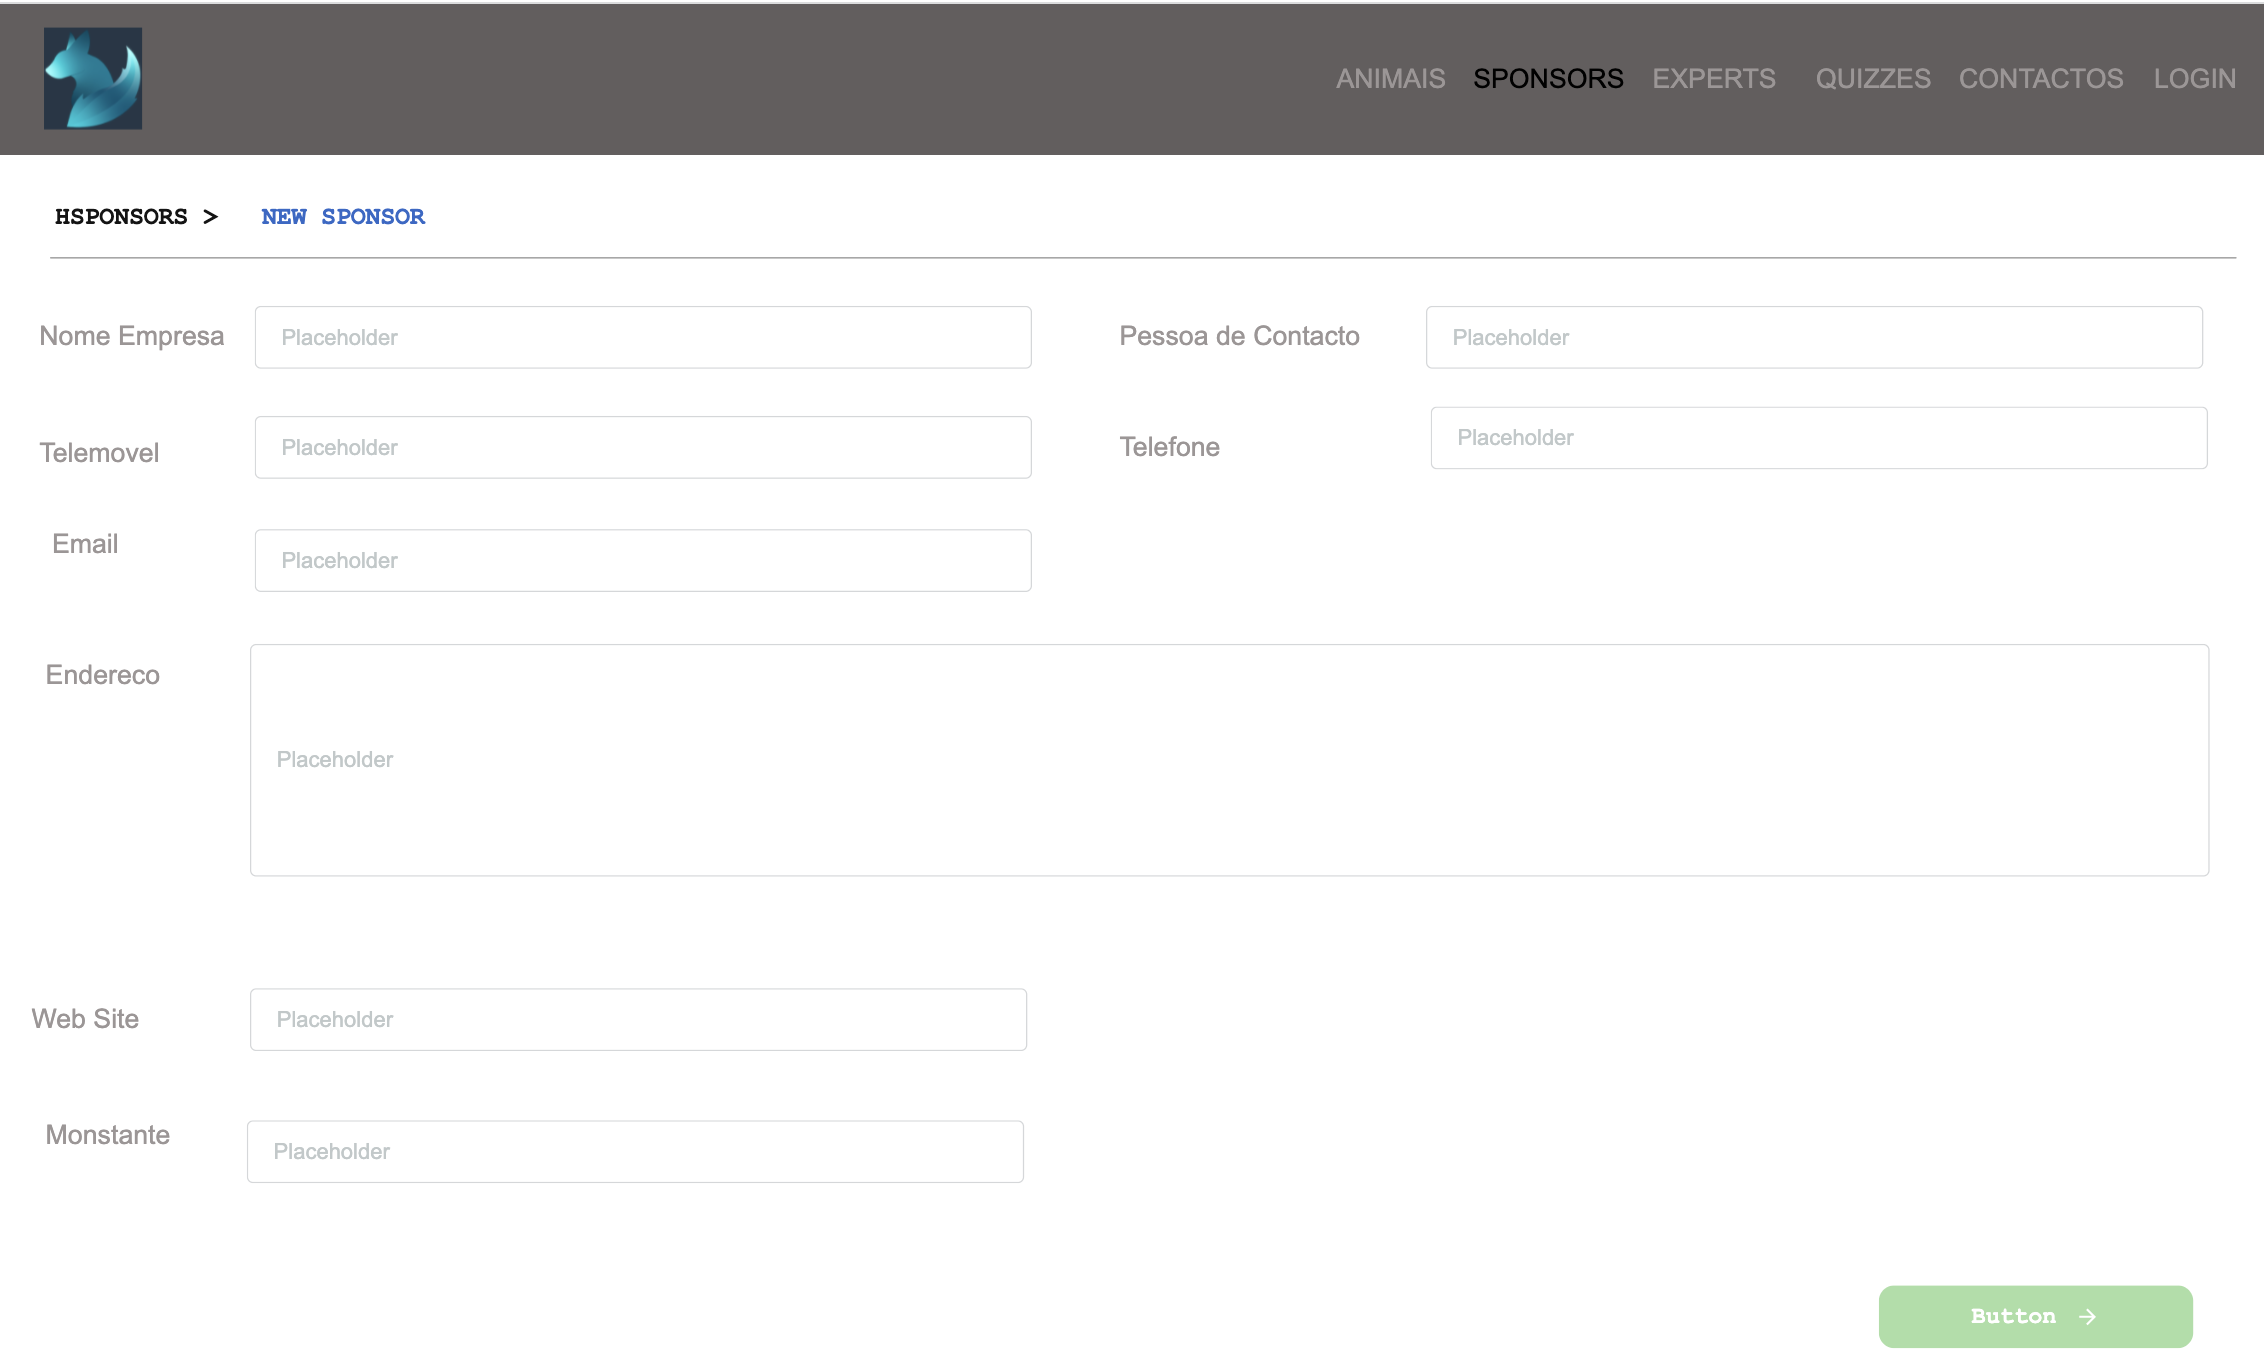 ANIMAIS SPONSORS EXPERTS QUIZZES CONTACTOS LOGIN
HSPONSORS > NEW SPONSOR
Nome Empresa Placeholder Pessoa de Contacto Placeholder
Telemovel Placeholder Telefone Placeholder
Email Placeholder
Endereco
Placeholder
Web Site Placeholder
Monstante Placeholder
Button →